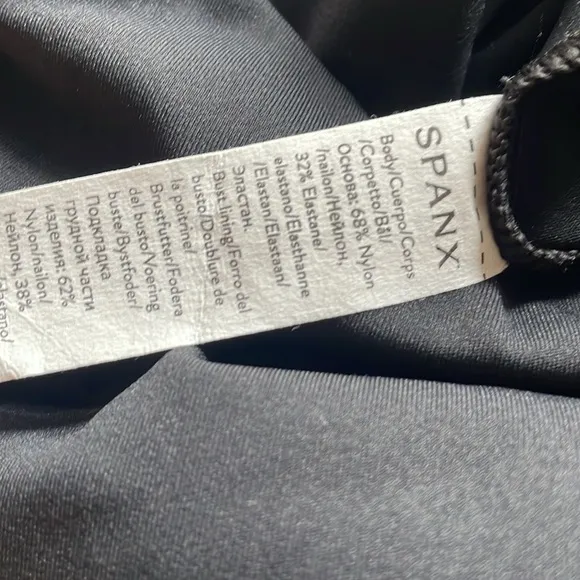 SPANX
Body/Cuerpo/Corps
/Corpetto/Bål/
Основа: 68% Nylon
/nailon/Нейлон,
32% Elastane/
elastano/Elasthanne
/Elastan/Elastaan/
Эластан.
Bust lining/Forro del
busto/Doublure de
la poitrine/
Brustfutter/Fodera
del busto/Voering
buste/Bystfoder/
Подкладка
грудной части
изделия: 62%
Nylon/nailon/
Нейлон, 38%